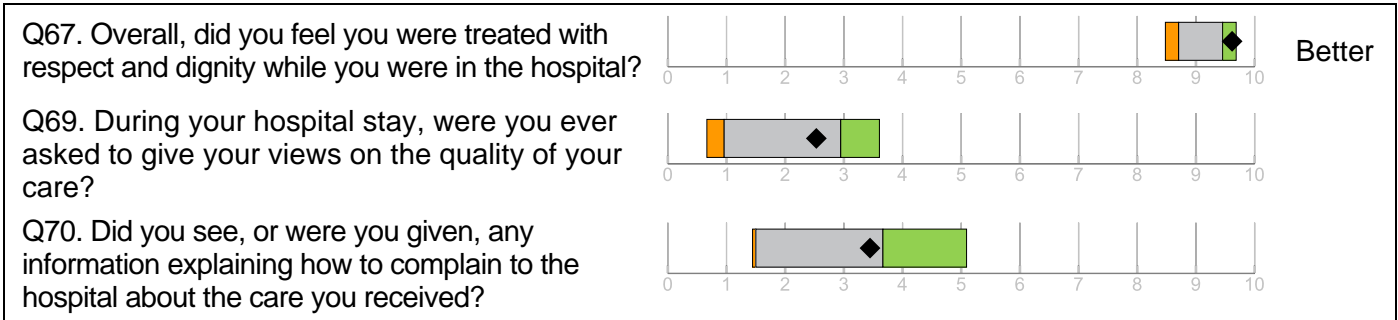 Q67. Overall, did you feel you were treated with
respect and dignity while you were in the hospital?
Better
0 1 2 3 4 5 6 7 8 9 10
Q69. During your hospital stay, were you ever
asked to give your views on the quality of your
care?
0 1 2 3 4 5 6 7 8 9 10
Q70. Did you see, or were you given, any
information explaining how to complain to the
hospital about the care you received?
0 1 2 3 4 5 6 7 8 9 10